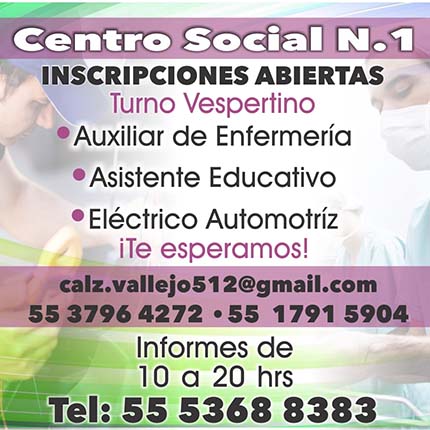 Centro Social N.1
INSCRIPCIONES ABIERTAS
Turno Vespertino
•Auxiliar de Enfermería
•Asistente Educativo
•Eléctrico Automotríz
¡Te esperamos!
calz.vallejo512@gmail.com
55 3796 4272 • 55 1791 5904
Informes de
10 a 20 hrs
Tel: 55 5368 8383